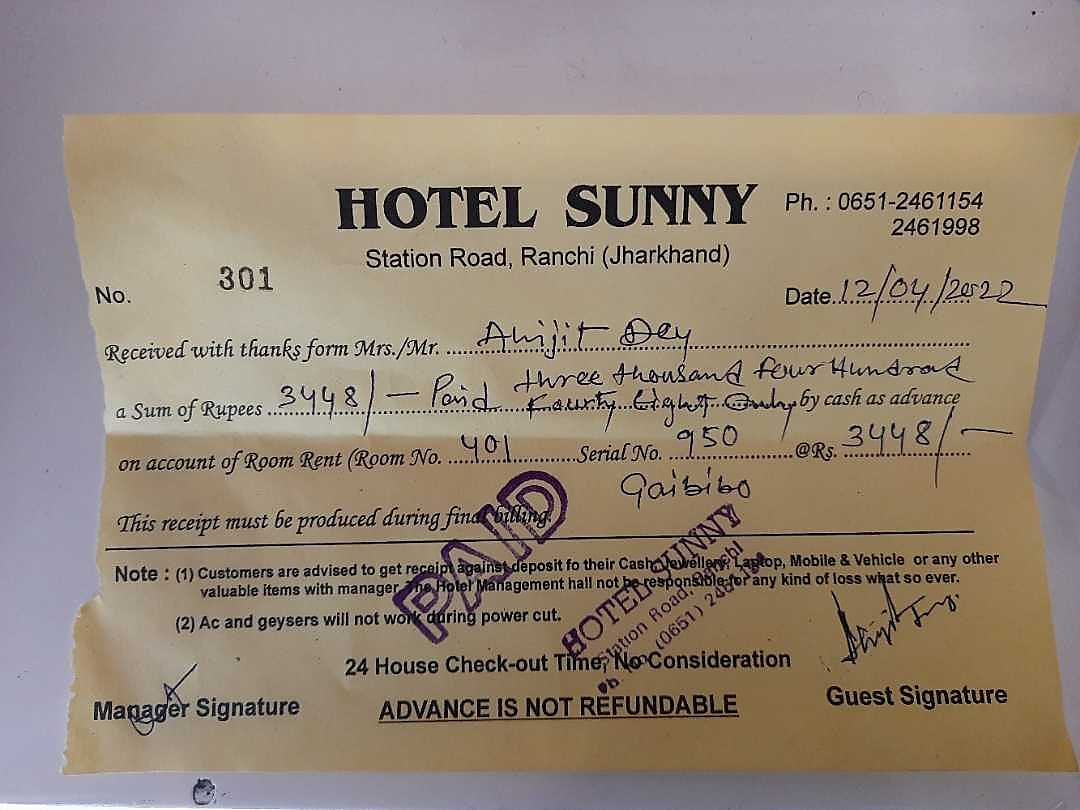 HOTEL SUNNY
Ph. : 0651-2461154
2461998
Station Road, Ranchi (Jharkhand)
No. 301
Date 12/04/2022
Received with thanks form Mrs./Mr. Abhijit Dey
three thousand four Hundred
a Sum of Rupees 3448/- Paid Fourty Eight Only by cash as advance
on account of Room Rent (Room No. 401 Serial No. 950 @Rs. 3448/-
Goibibo
This receipt must be produced during final billing.
PAID
HOTEL SUNNY
Station Road, Ranchi
Ph. No. (0651)
Note : (1) Customers are advised to get receipt against deposit fo their Cash Jewellery, Laptop, Mobile & Vehicle or any other
valuable items with manager The Hotel Management hall not be responsible for any kind of loss what so ever.
(2) Ac and geysers will not work during power cut.
24 House Check-out Time, No Consideration
Manager Signature
ADVANCE IS NOT REFUNDABLE
Guest Signature